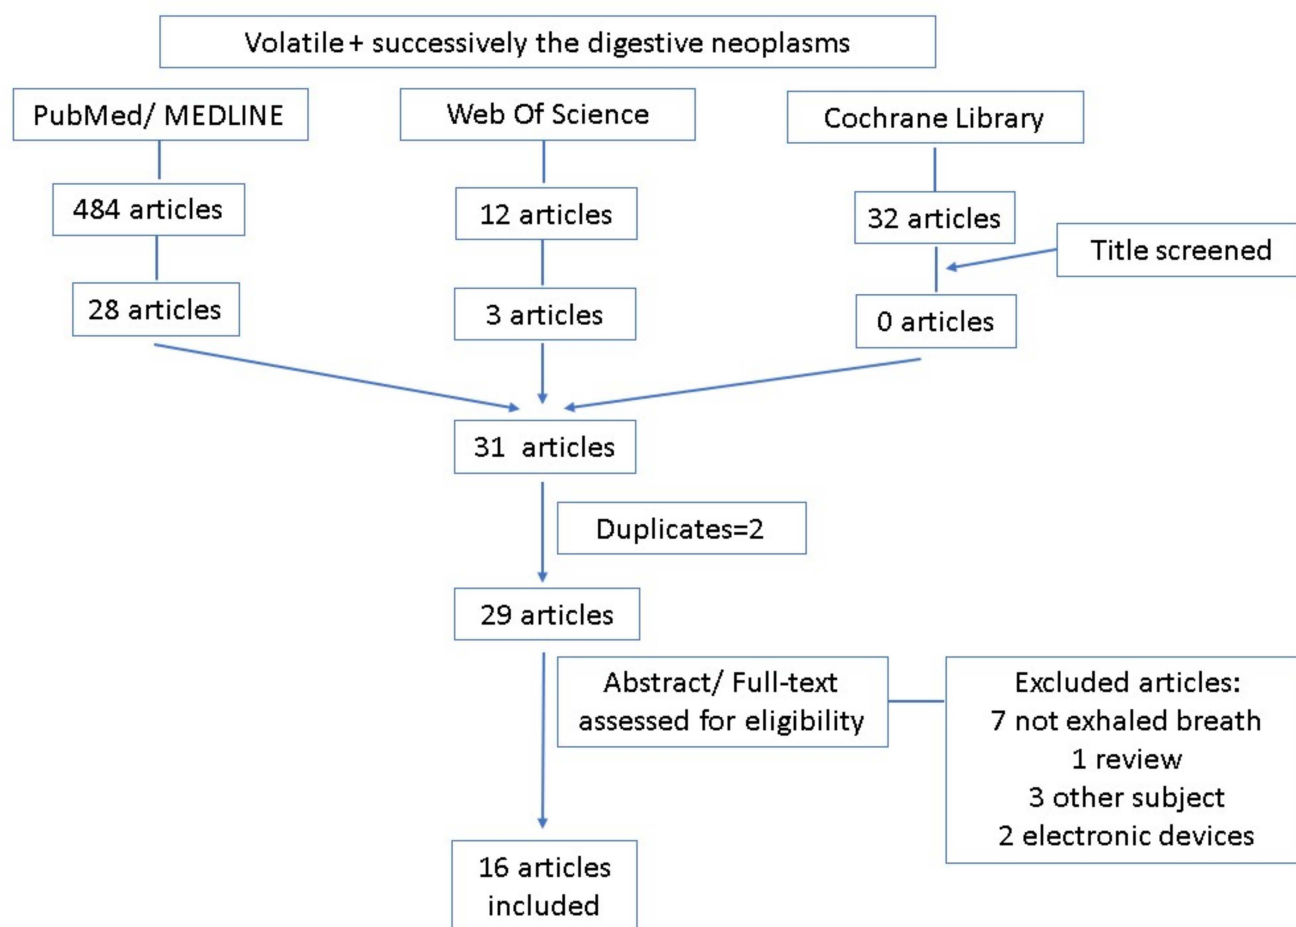 Volatile + successively the digestive neoplasms
PubMed/ MEDLINE
Web Of Science
Cochrane Library
484 articles
12 articles
32 articles
Title screened
28 articles
3 articles
0 articles
31 articles
Duplicates=2
29 articles
Abstract/ Full-text
assessed for eligibility
Excluded articles:
7 not exhaled breath
1 review
3 other subject
2 electronic devices
16 articles
included